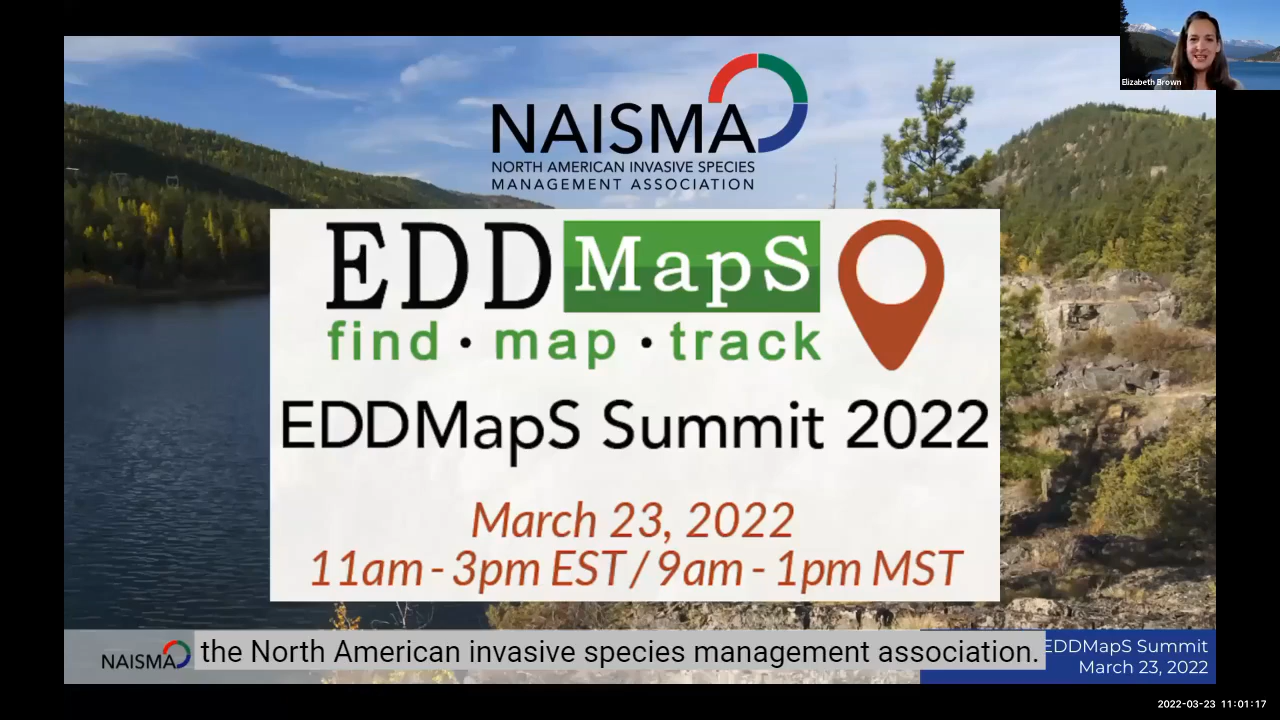 Elizabeth Brown
NAISMA
NORTH AMERICAN INVASIVE SPECIES
MANAGEMENT ASSOCIATION
EDDMapS
find · map · track
EDDMapS Summit 2022
March 23, 2022
11am - 3pm EST / 9am - 1pm MST
NAISMA
the North American invasive species management association.
EDDMapS Summit
March 23, 2022
2022-03-23 11:01:17